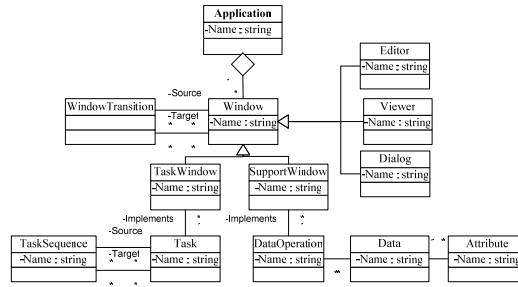 Application
-Name : string
Editor
-Name : string
-Source
*
WindowTransition
-Target
* *
Window
-Name : string
Viewer
-Name : string
* *
Dialog
-Name : string
TaskWindow
-Name : string
SupportWindow
-Name : string
-Implements
*
-Implements
*
-Source
TaskSequence
-Name : string
-Target
* *
Task
-Name : string
DataOperation
-Name : string
Data
-Name : string
*
Attribute
-Name : string
* *
**